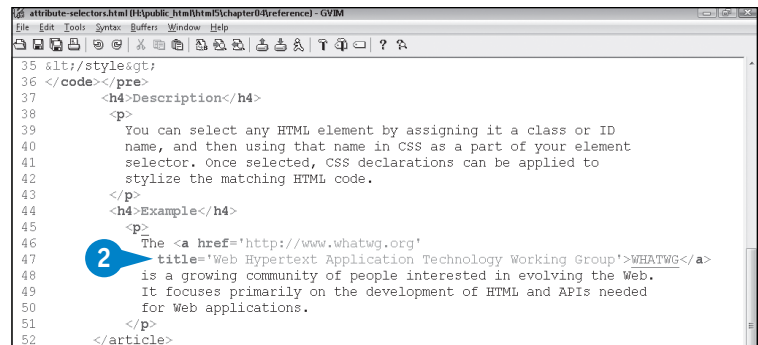 attribute-selectors.html (H:\public_html\html5\chapter04\reference) - GVIM
File Edit Tools Syntax Buffers Window Help
35 &lt;/style&gt;
36 </code></pre>
37 <h4>Description</h4>
38 <p>
39 You can select any HTML element by assigning it a class or ID
40 name, and then using that name in CSS as a part of your element
41 selector. Once selected, CSS declarations can be applied to
42 stylize the matching HTML code.
43 </p>
44 <h4>Example</h4>
45 <p>
46 The <a href='http://www.whatwg.org'
2
47 title='Web Hypertext Application Technology Working Group'>WHATWG</a>
48 is a growing community of people interested in evolving the Web.
49 It focuses primarily on the development of HTML and APIs needed
50 for Web applications.
51 </p>
52 </article>